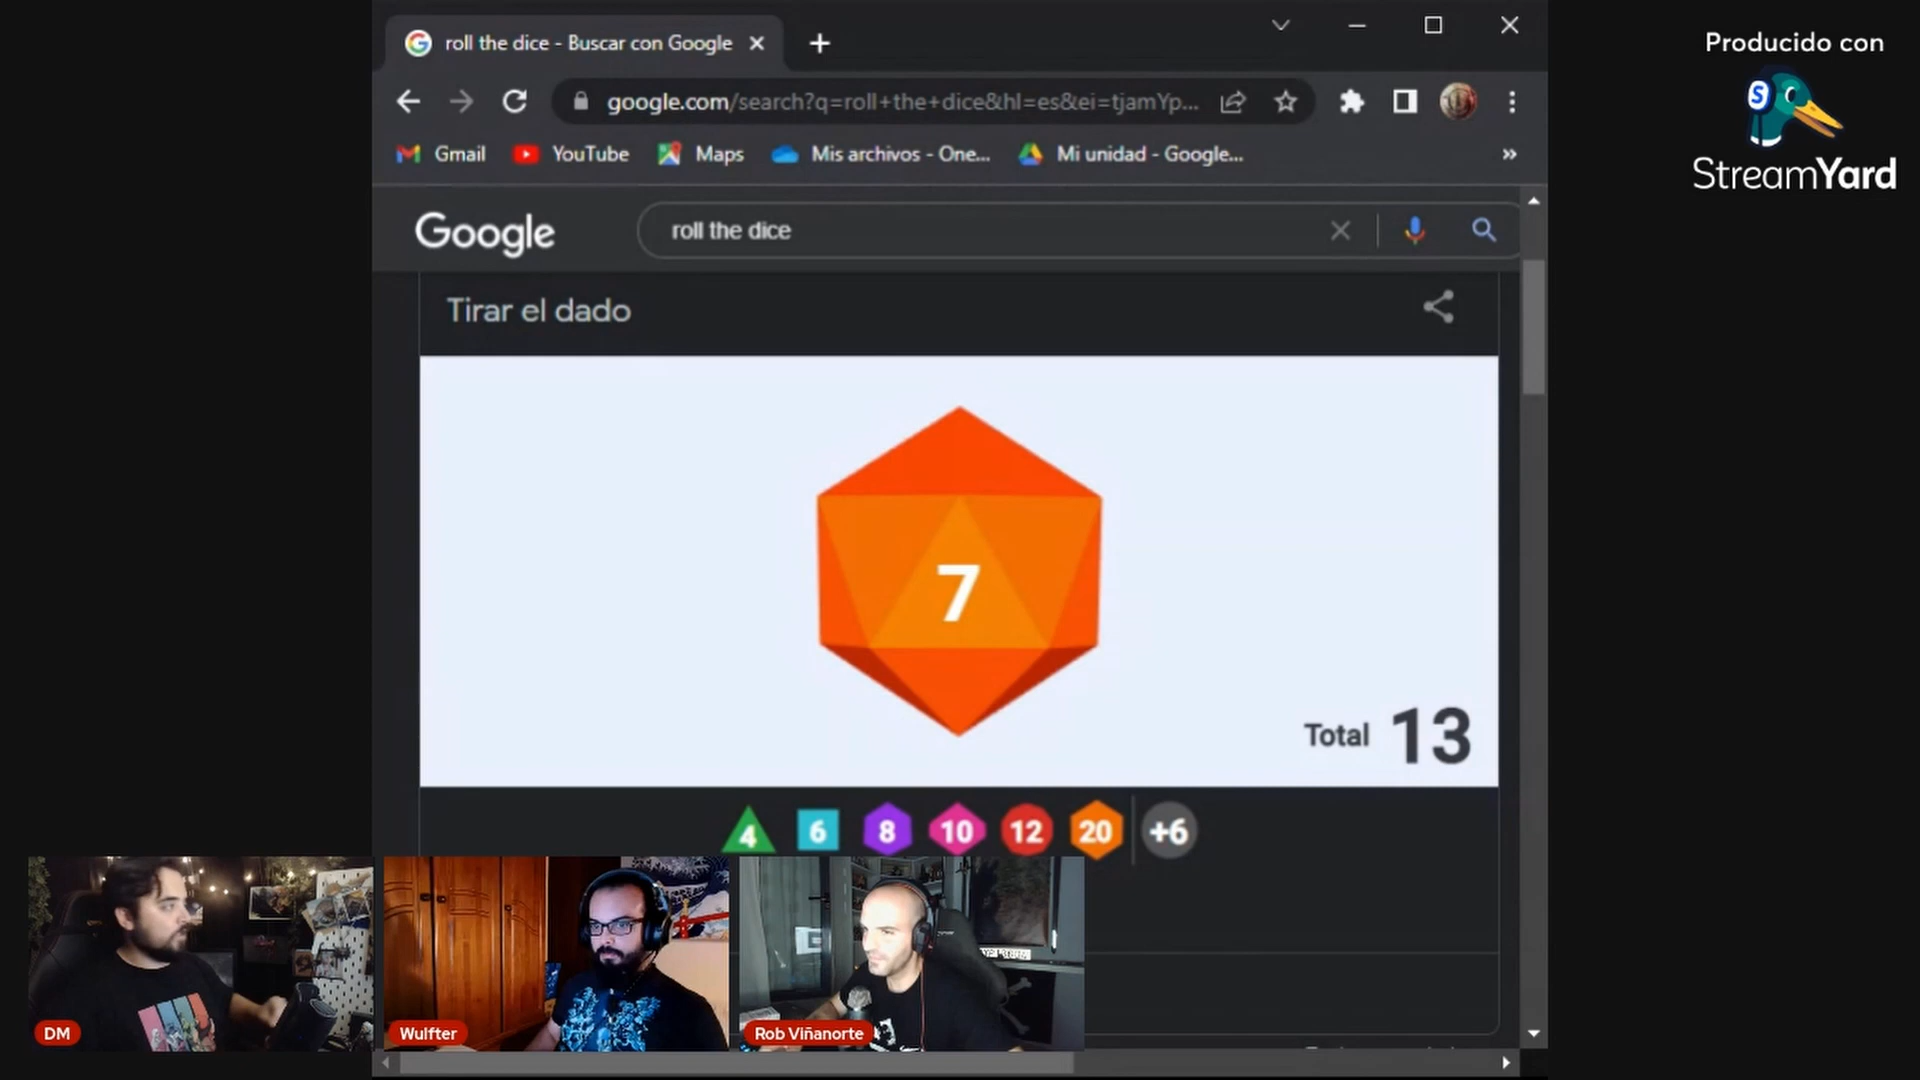 roll the dice - Buscar con Google
Producido con
StreamYard
google.com/search?q=roll+the+dice&hl=es&ei=tjamYp...
Gmail YouTube Maps Mis archivos - One... Mi unidad - Google... »
Google roll the dice
Tirar el dado
7
Total 13
4 6 8 10 12 20 +6
DM
Wulfter
Rob Viñanorte